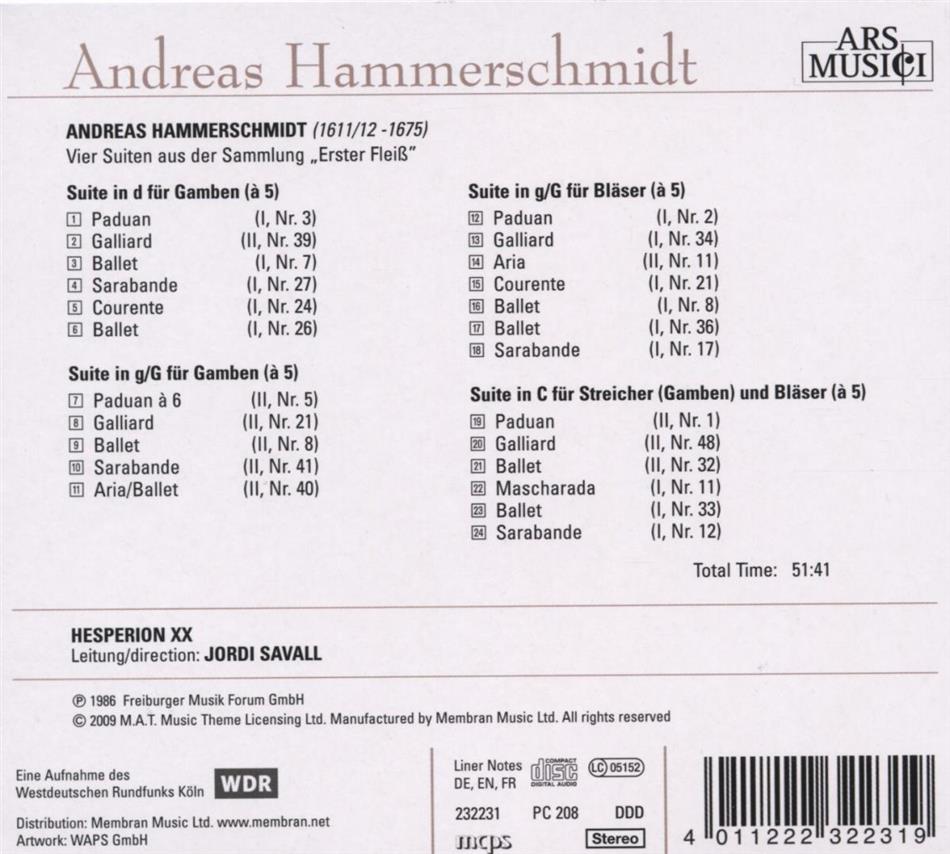 Andreas Hammerschmidt
ARS
MUSICI
ANDREAS HAMMERSCHMIDT (1611/12 -1675)
Vier Suiten aus der Sammlung „Erster Fleiß”
Suite in d für Gamben (à 5)
1 Paduan (I, Nr. 3)
2 Galliard (II, Nr. 39)
3 Ballet (I, Nr. 7)
4 Sarabande (I, Nr. 27)
5 Courente (I, Nr. 24)
6 Ballet (I, Nr. 26)
Suite in g/G für Gamben (à 5)
7 Paduan à 6 (II, Nr. 5)
8 Galliard (II, Nr. 21)
9 Ballet (II, Nr. 8)
10 Sarabande (II, Nr. 41)
11 Aria/Ballet (II, Nr. 40)
Suite in g/G für Bläser (à 5)
12 Paduan (I, Nr. 2)
13 Galliard (I, Nr. 34)
14 Aria (II, Nr. 11)
15 Courente (I, Nr. 21)
16 Ballet (I, Nr. 8)
17 Ballet (I, Nr. 36)
18 Sarabande (I, Nr. 17)
Suite in C für Streicher (Gamben) und Bläser (à 5)
19 Paduan (II, Nr. 1)
20 Galliard (II, Nr. 48)
21 Ballet (II, Nr. 32)
22 Mascharada (I, Nr. 11)
23 Ballet (I, Nr. 33)
24 Sarabande (I, Nr. 12)
Total Time: 51:41
HESPERION XX
Leitung/direction: JORDI SAVALL
℗ 1986 Freiburger Musik Forum GmbH
© 2009 M.A.T. Music Theme Licensing Ltd. Manufactured by Membran Music Ltd. All rights reserved
Eine Aufnahme des
Westdeutschen Rundfunks Köln
WDR
Distribution: Membran Music Ltd. www.membran.net
Artwork: WAPS GmbH
Liner Notes
DE, EN, FR
COMPACT
disc
DIGITAL AUDIO
LC 05152
232231 PC 208 DDD
mcps
Stereo
4 011222 322319